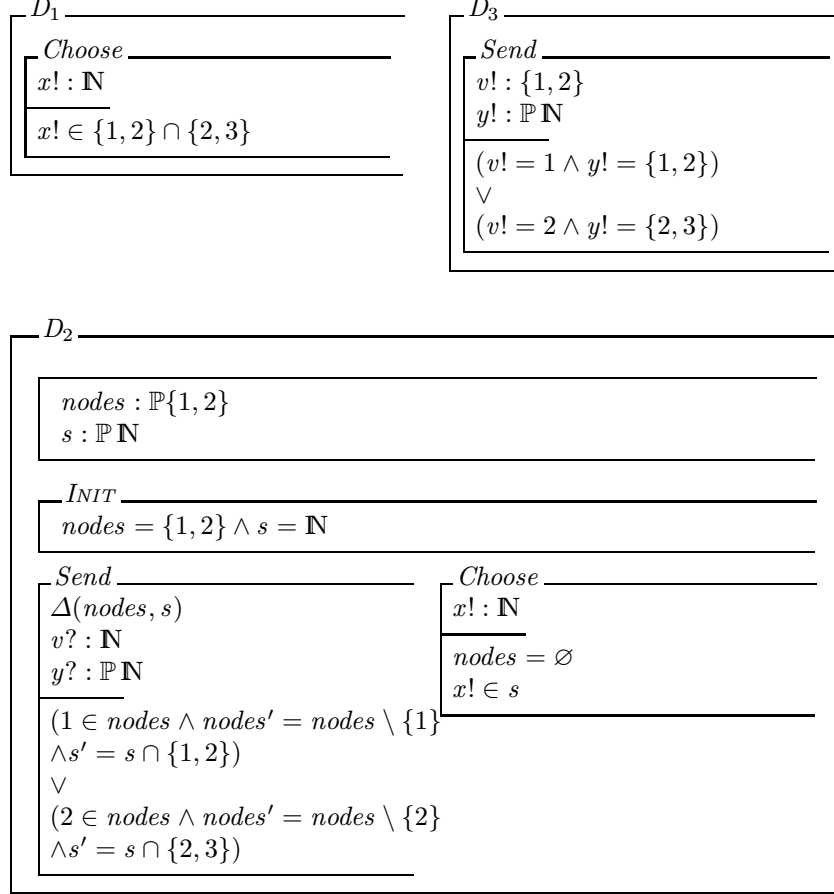 D₁
Choose
x! : ℕ
x! ∈ {1, 2} ∩ {2, 3}
D₃
Send
v! : {1, 2}
y! : ℙ ℕ
(v! = 1 ∧ y! = {1, 2})
∨
(v! = 2 ∧ y! = {2, 3})
D₂
nodes : ℙ{1, 2}
s : ℙ ℕ
INIT
nodes = {1, 2} ∧ s = ℕ
Send
Δ(nodes, s)
v? : ℕ
y? : ℙ ℕ
(1 ∈ nodes ∧ nodes′ = nodes \ {1}
∧s′ = s ∩ {1, 2})
∨
(2 ∈ nodes ∧ nodes′ = nodes \ {2}
∧s′ = s ∩ {2, 3})
Choose
x! : ℕ
nodes = ∅
x! ∈ s